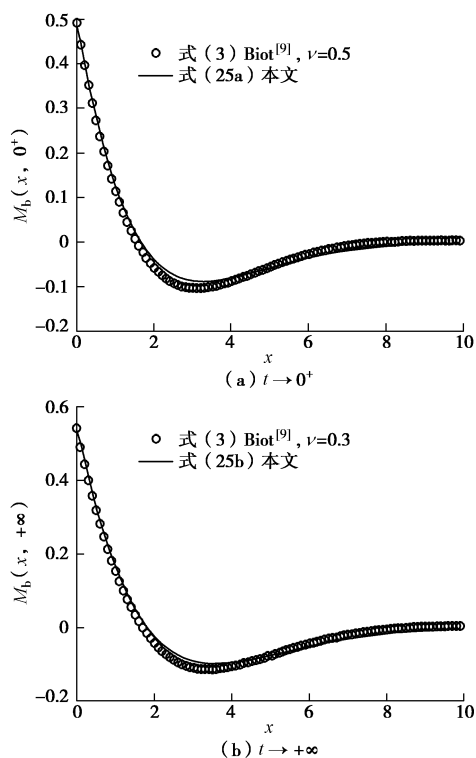 0.5
式（3）Biot[9]，ν=0.5
0.4
式（25a）本文
0.3
0.2
0.1
0
−0.1
−0.2
M_b(x, 0⁺)
0 2 4 6 8 10
x
（a）t→0⁺
0.6
式（3）Biot[9]，ν=0.3
式（25b）本文
0.4
0.2
0
−0.2
M_b(x, +∞)
0 2 4 6 8 10
x
（b）t→+∞